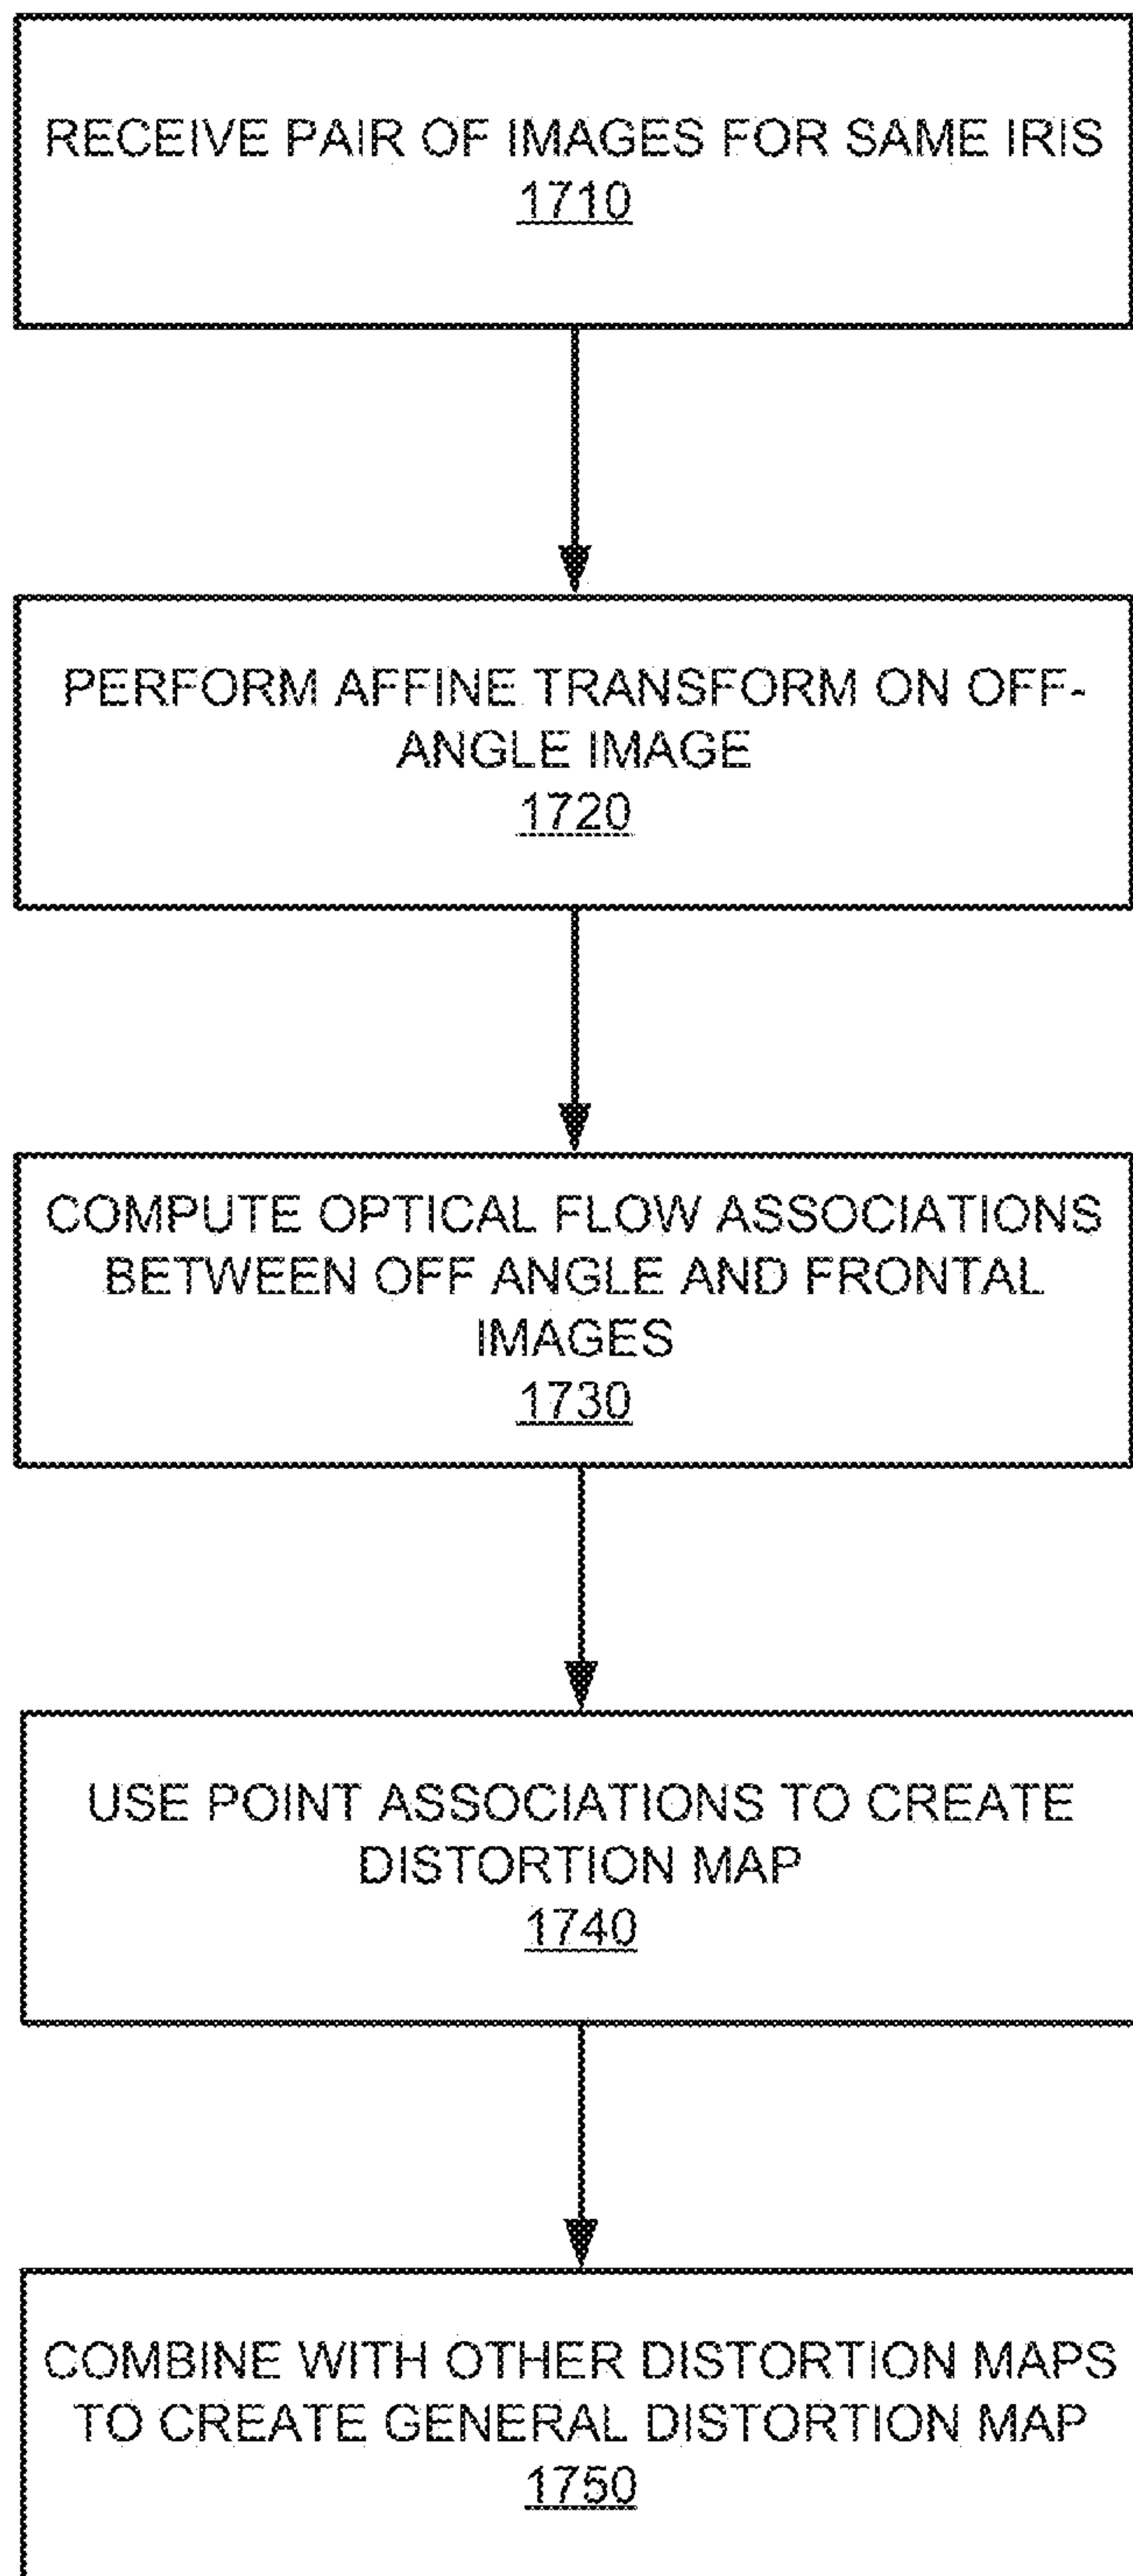 RECEIVE PAIR OF IMAGES FOR SAME IRIS
1710
PERFORM AFFINE TRANSFORM ON OFF-
ANGLE IMAGE
1720
COMPUTE OPTICAL FLOW ASSOCIATIONS
BETWEEN OFF ANGLE AND FRONTAL
IMAGES
1730
USE POINT ASSOCIATIONS TO CREATE
DISTORTION MAP
1740
COMBINE WITH OTHER DISTORTION MAPS
TO CREATE GENERAL DISTORTION MAP
1750